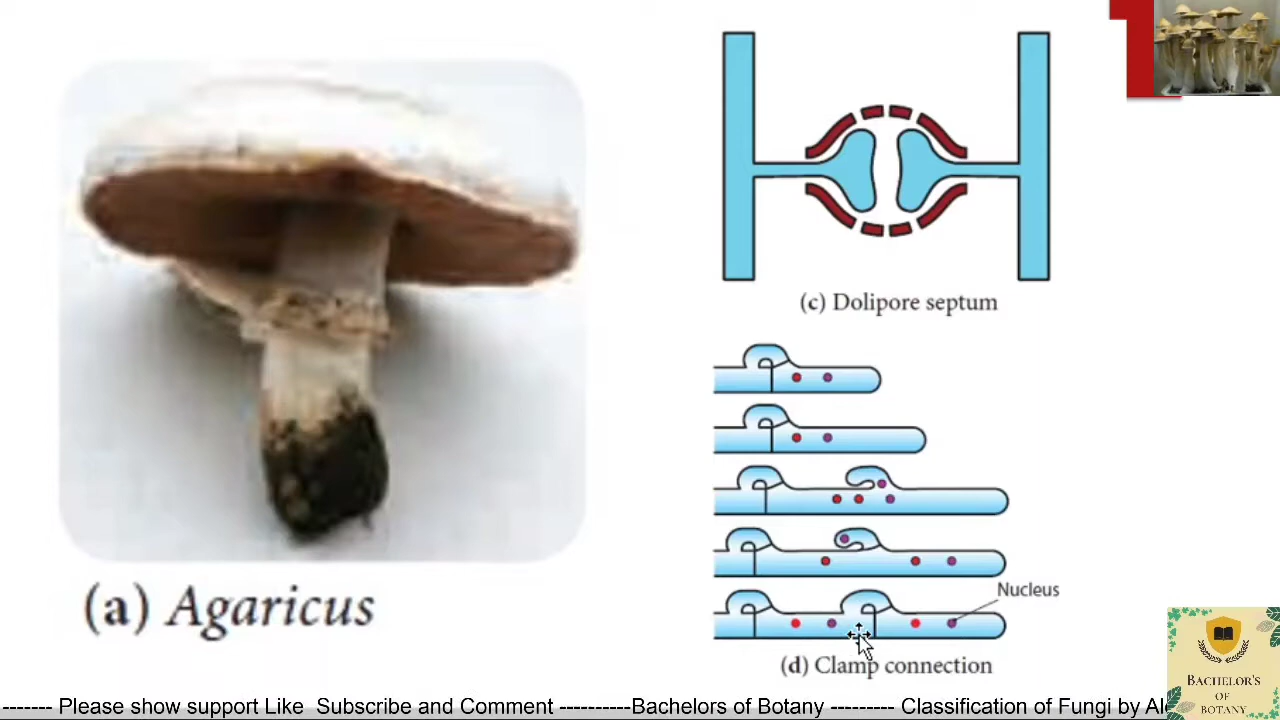 (c) Dolipore septum
Nucleus
(d) Clamp connection
(a) Agaricus
BACHELOR'S
OF
BOTANY
------- Please show support Like  Subscribe and Comment ----------Bachelors of Botany --------- Classification of Fungi by